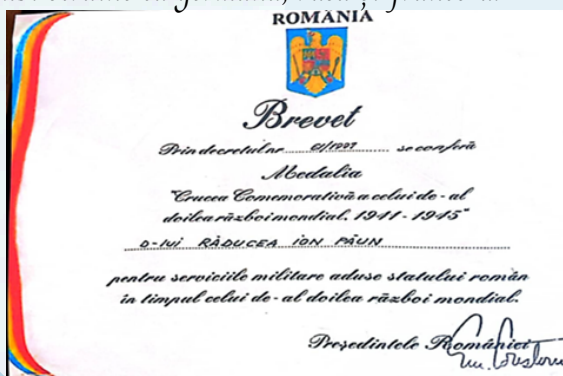 ROMÂNIA
Brevet
Prin decretul nr. 61/1997 se conferă
Medalia
"Crucea Comemorativă a celui de - al
doilea război mondial, 1941 - 1945"
D-lui RĂDUCEA ION PĂUN
pentru serviciile militare aduse statului român
în timpul celui de - al doilea război mondial.
Președintele României